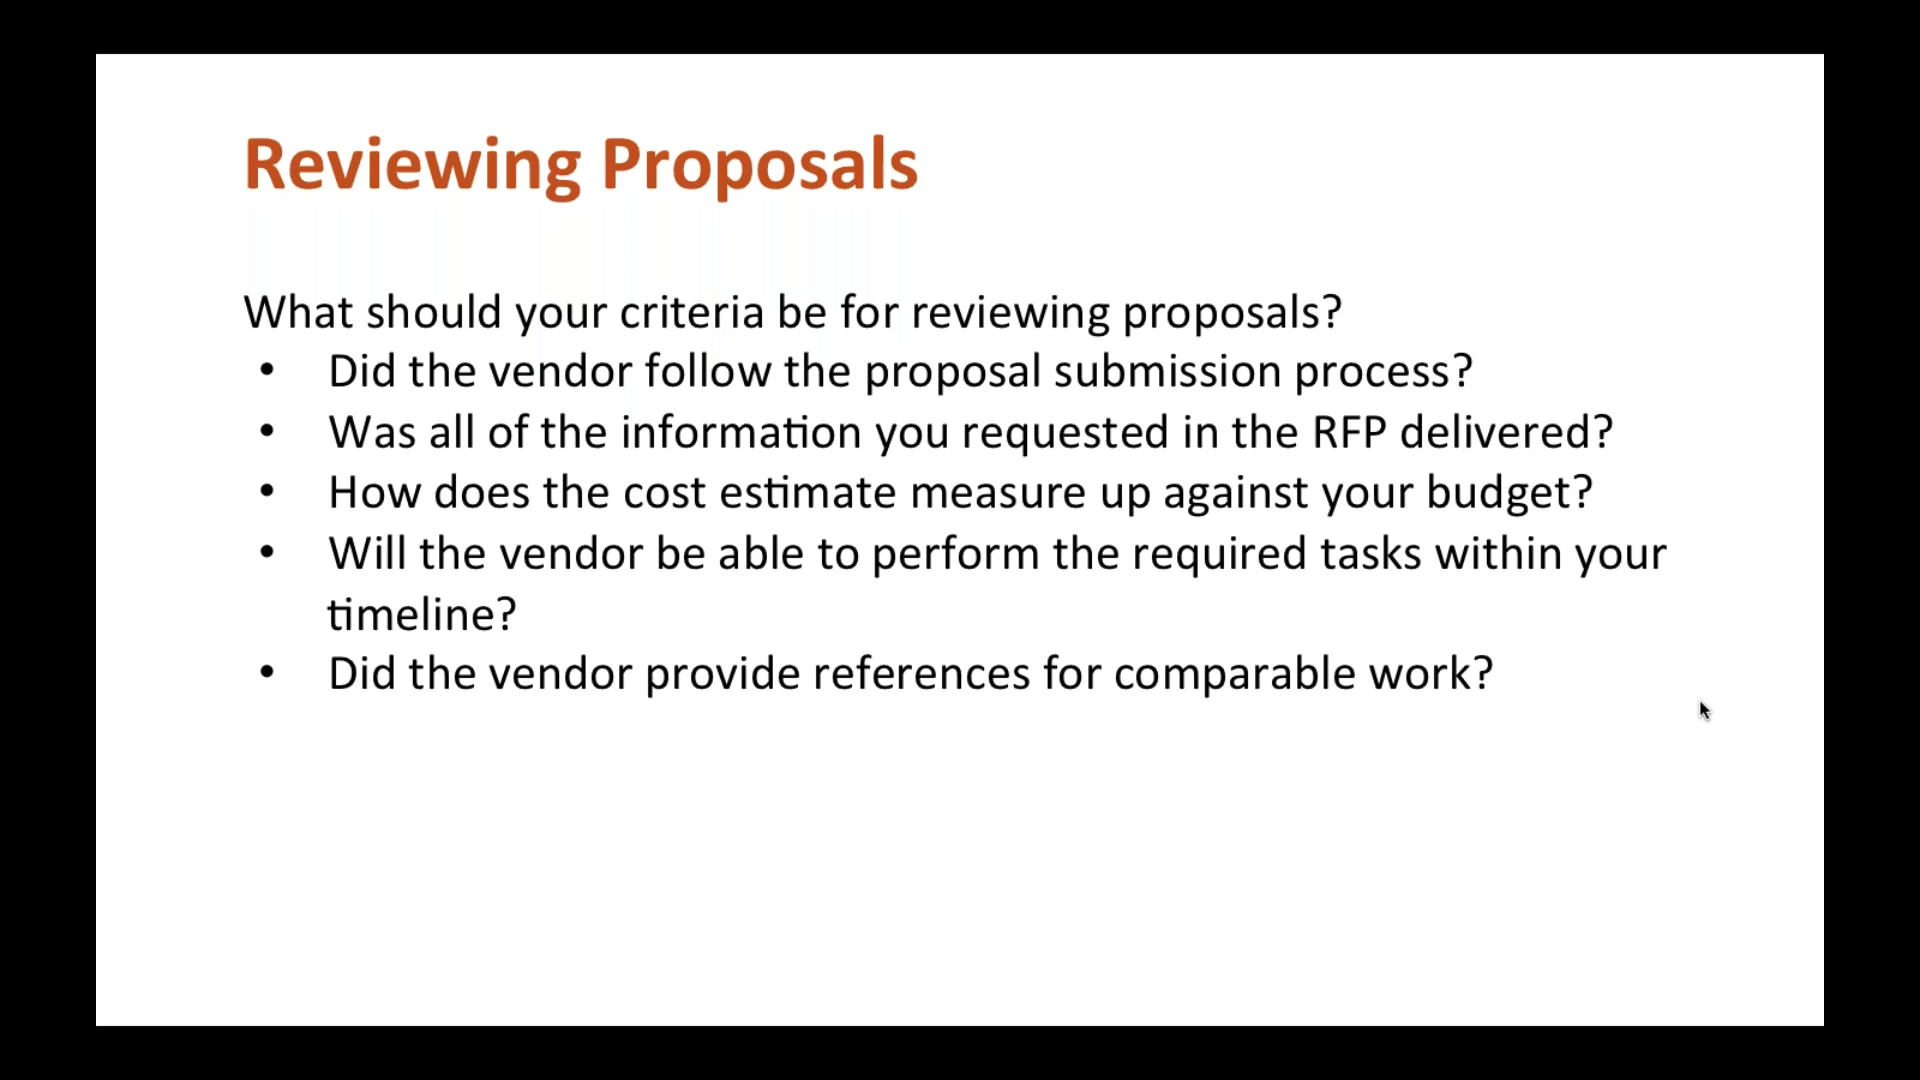 Reviewing Proposals
What should your criteria be for reviewing proposals?
• Did the vendor follow the proposal submission process?
• Was all of the information you requested in the RFP delivered?
• How does the cost estimate measure up against your budget?
• Will the vendor be able to perform the required tasks within your
timeline?
• Did the vendor provide references for comparable work?